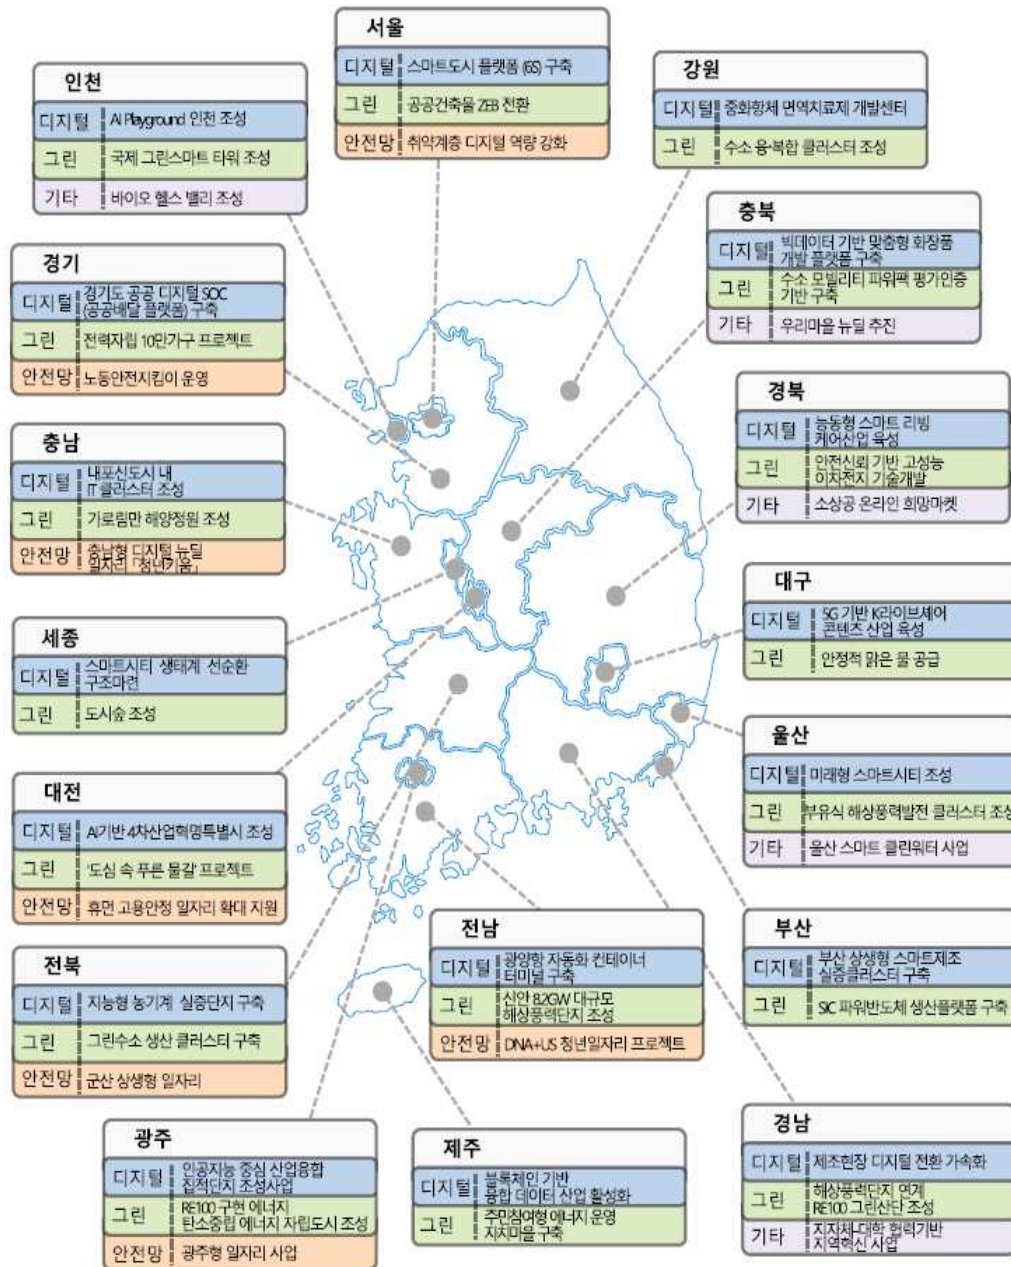 서울
디지털 스마트도시 플랫폼 (6S) 구축
그린 공공건축물 ZEB 전환
안전망 취약계층 디지털 역량 강화
인천
디지털 AI Playground 인천 조성
그린 국제 그린스마트 타워 조성
기타 바이오 헬스 밸리 조성
강원
디지털 중화항체 면역치료제 개발센터
그린 수소 융·복합 클러스터 조성
충북
디지털 빅데이터 기반 맞춤형 화장품
개발 플랫폼 구축
그린 수소 모빌리티 파워팩 평가인증
기반 구축
기타 우리마을 뉴딜 추진
경기
디지털 경기도 공공 디지털 SOC
(공공배달 플랫폼) 구축
그린 전력자립 10만가구 프로젝트
안전망 노동안전지킴이 운영
경북
디지털 능동형 스마트 리빙
케어산업 육성
그린 안전신뢰 기반 고성능
이차전지 기술개발
기타 소상공 온라인 희망마켓
충남
디지털 내포신도시 내
IT 클러스터 조성
그린 가로림만 해양정원 조성
안전망 충남형 디지털 뉴딜
일자리 「청년키움」
대구
디지털 5G 기반 K라이브셰어
콘텐츠 산업 육성
그린 안정적 맑은 물 공급
세종
디지털 스마트시티 생태계 선순환
구조마련
그린 도시숲 조성
울산
디지털 미래형 스마트시티 조성
그린 부유식 해상풍력발전 클러스터 조성
기타 울산 스마트 클린워터 사업
대전
디지털 AI기반 4차산업혁명특별시 조성
그린 '도심 속 푸른 물길' 프로젝트
안전망 휴먼 고용안정 일자리 확대 지원
전남
디지털 광양항 자동화 컨테이너
터미널 구축
그린 신안 8.2GW 대규모
해상풍력단지 조성
안전망 DNA+US 청년일자리 프로젝트
부산
디지털 부산 상생형 스마트제조
실증클러스터 구축
그린 SiC 파워반도체 생산플랫폼 구축
전북
디지털 지능형 농기계 실증단지 구축
그린 그린수소 생산 클러스터 구축
안전망 군산 상생형 일자리
광주
디지털 인공지능 중심 산업융합
집적단지 조성사업
그린 RE100 구현 에너지
탄소중립 에너지 자립도시 조성
안전망 광주형 일자리 사업
제주
디지털 블록체인 기반
융합 데이터 산업 활성화
그린 주민참여형 에너지 운영
자치마을 구축
경남
디지털 제조현장 디지털 전환 가속화
그린 해상풍력단지 연계
RE100 그린산단 조성
기타 지자체-대학 협력기반
지역혁신 사업